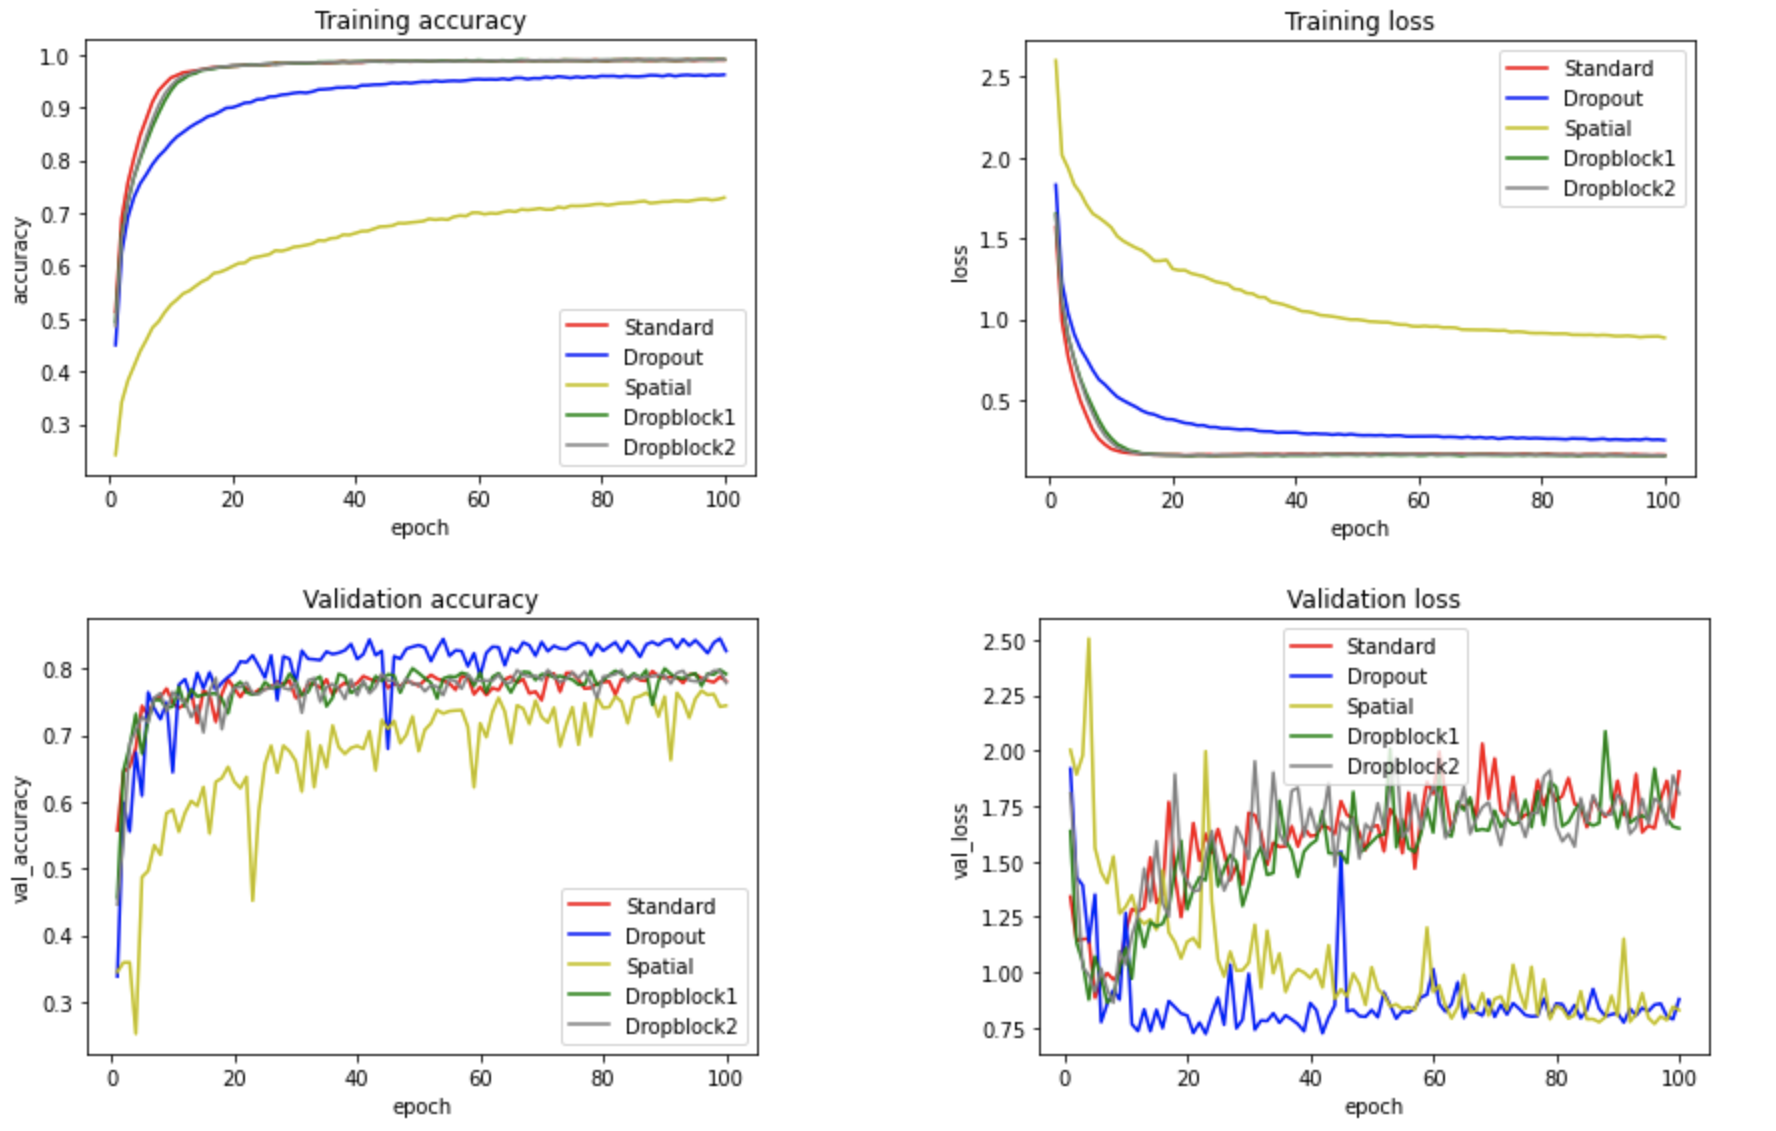 Training accuracy
1.0
0.9
0.8
0.7
0.6
0.5
0.4
0.3
accuracy
Standard
Dropout
Spatial
Dropblock1
Dropblock2
0 20 40 60 80 100
epoch
Training loss
2.5
2.0
1.5
1.0
0.5
loss
Standard
Dropout
Spatial
Dropblock1
Dropblock2
0 20 40 60 80 100
epoch
Validation accuracy
0.8
0.7
0.6
0.5
0.4
0.3
val_accuracy
Standard
Dropout
Spatial
Dropblock1
Dropblock2
0 20 40 60 80 100
epoch
Validation loss
2.50
2.25
2.00
1.75
1.50
1.25
1.00
0.75
val_loss
Standard
Dropout
Spatial
Dropblock1
Dropblock2
0 20 40 60 80 100
epoch